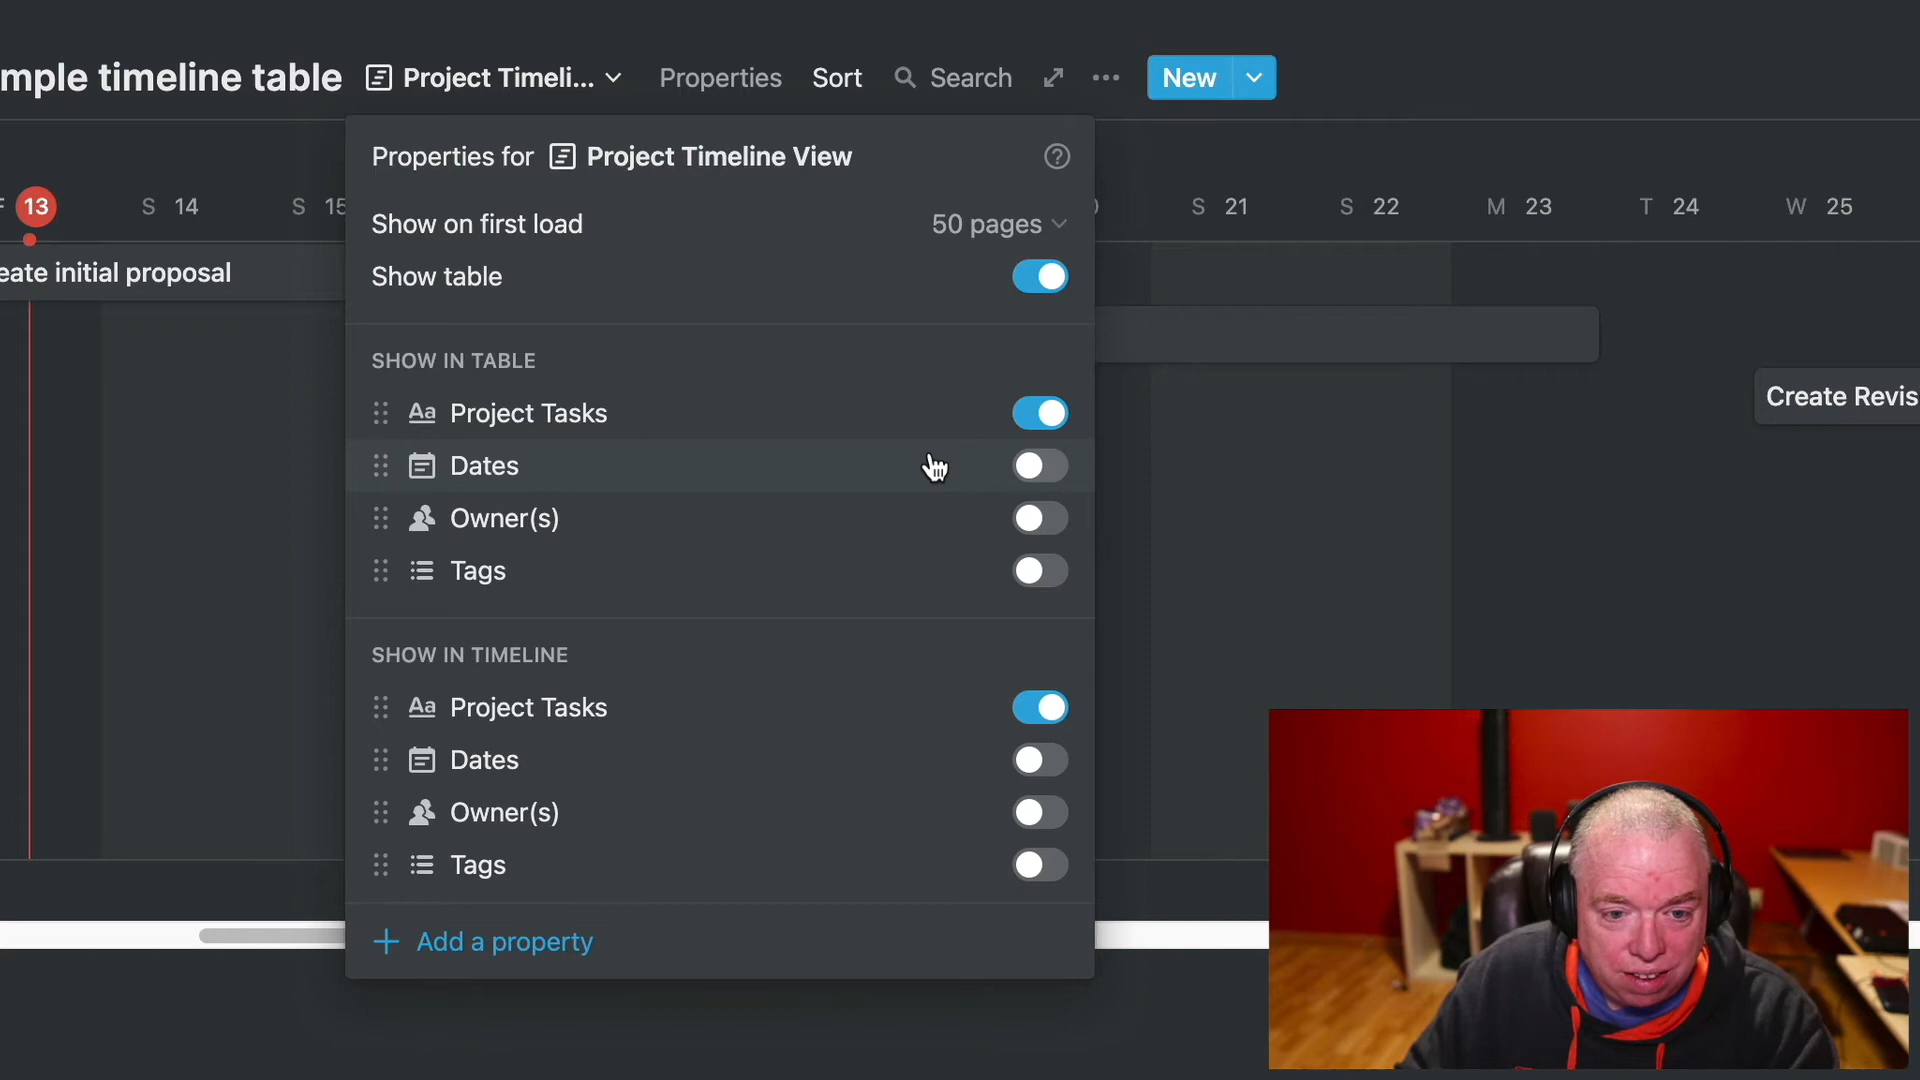 mple timeline table Project Timeli... Properties Sort Search New
Properties for Project Timeline View
F 13 S 14 S 15 S 21 S 22 M 23 T 24 W 25
Show on first load 50 pages
eate initial proposal
Show table
SHOW IN TABLE
Create Revis
Aa Project Tasks
Dates
Owner(s)
Tags
SHOW IN TIMELINE
Aa Project Tasks
Dates
Owner(s)
Tags
+ Add a property